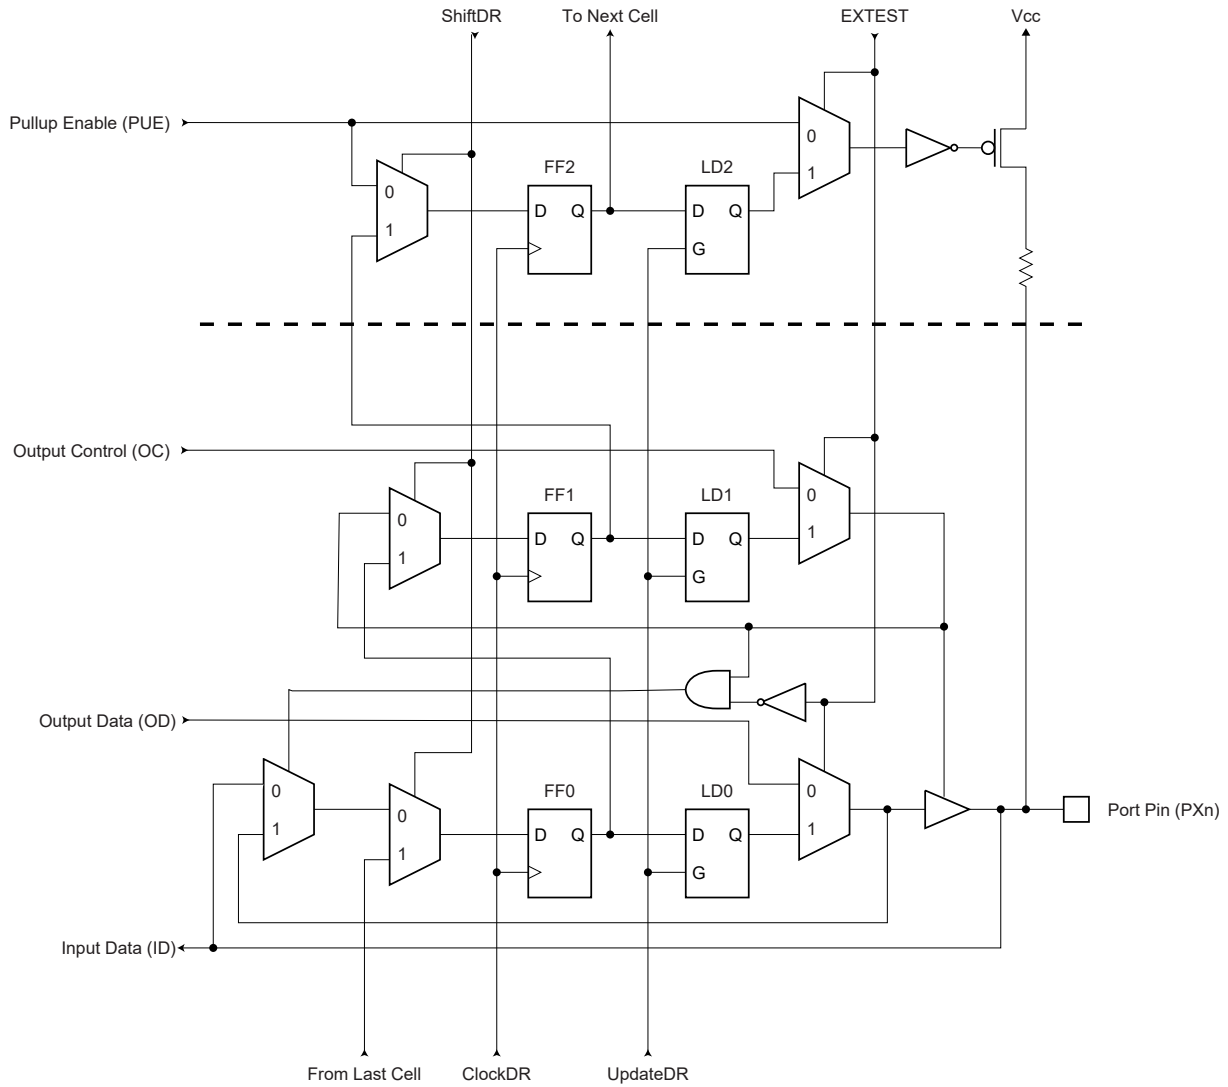 ShiftDR
To Next Cell
EXTEST
Vcc
Pullup Enable (PUE)
0
1
FF2
D Q
LD2
D Q
G
0
1
Output Control (OC)
0
1
FF1
D Q
LD1
D Q
G
0
1
Output Data (OD)
0
1
0
1
FF0
D Q
LD0
D Q
G
0
1
Port Pin (PXn)
Input Data (ID)
From Last Cell
ClockDR
UpdateDR